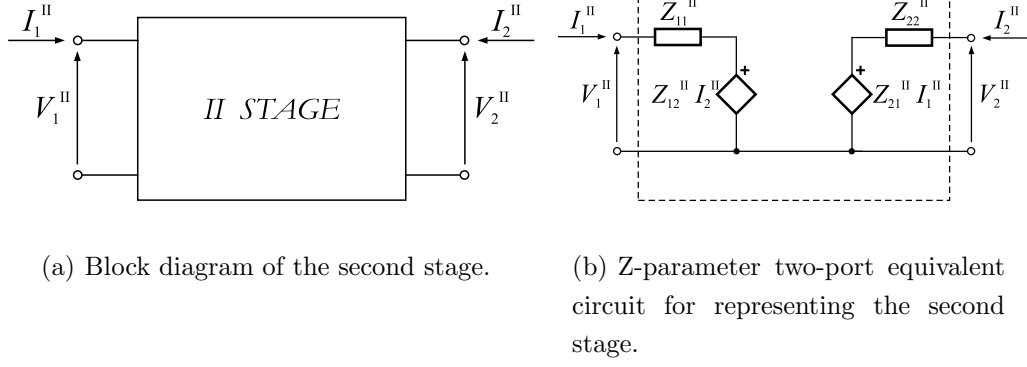 I₁ᴵᴵ I₂ᴵᴵ
V₁ᴵᴵ II STAGE V₂ᴵᴵ
Z₁₁ᴵᴵ Z₂₂ᴵᴵ
I₁ᴵᴵ I₂ᴵᴵ
+ +
V₁ᴵᴵ Z₁₂ᴵᴵ I₂ᴵᴵ Z₂₁ᴵᴵ I₁ᴵᴵ V₂ᴵᴵ
(a) Block diagram of the second stage.
(b) Z-parameter two-port equivalent
circuit for representing the second
stage.